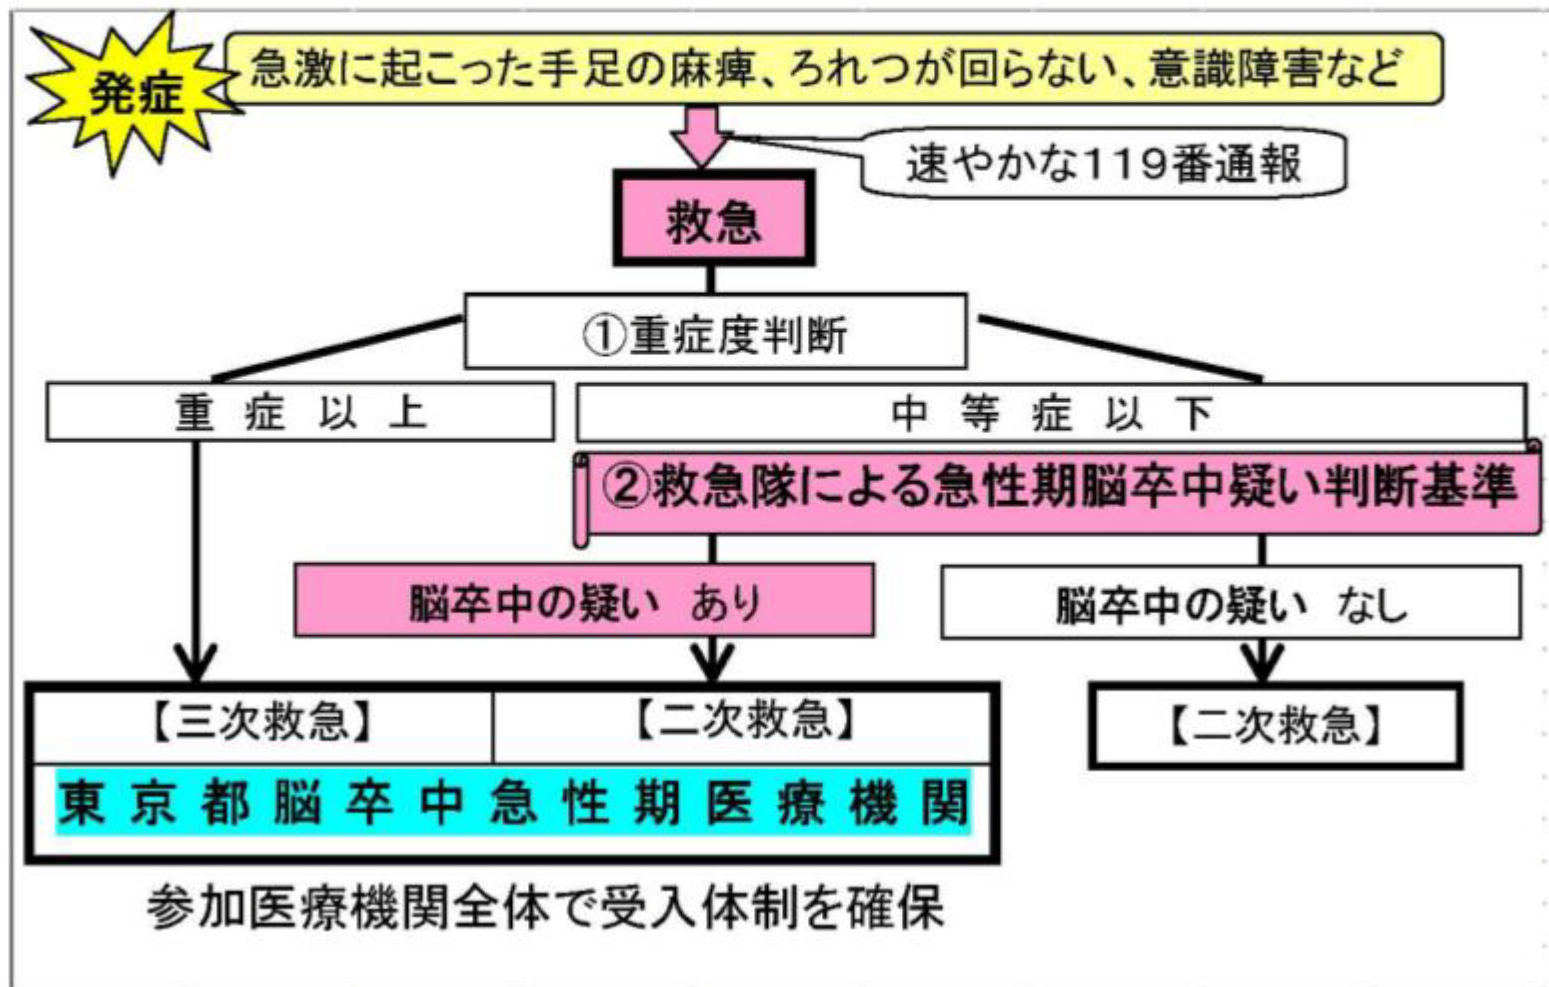 発症
急激に起こった手足の麻痺、ろれつが回らない、意識障害など
速やかな119番通報
救急
①重症度判断
重症以上
中等症以下
②救急隊による急性期脳卒中疑い判断基準
脳卒中の疑い あり
脳卒中の疑い なし
【三次救急】
【二次救急】
【二次救急】
東京都脳卒中急性期医療機関
参加医療機関全体で受入体制を確保